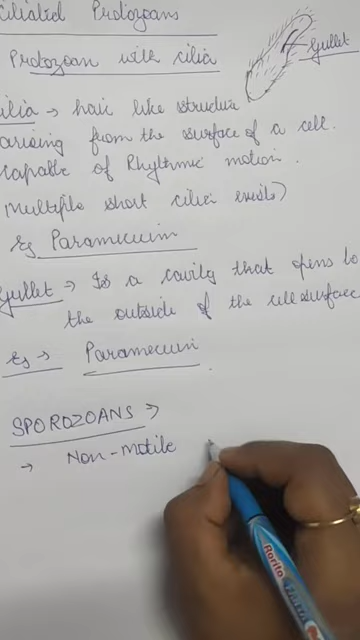 ciliated Protozoans
Protozoan with cilia
Gullet
ilia → hair like structure
arising from the surface of a cell.
capable of Rhythmic motion.
(Multiple short cilia exists)
Eg Paramecium
Gullet → Is a cavity that opens to
the outside of the cell surface
Eg → Paramecium
SPOROZOANS →
→ Non-motile
Rorito